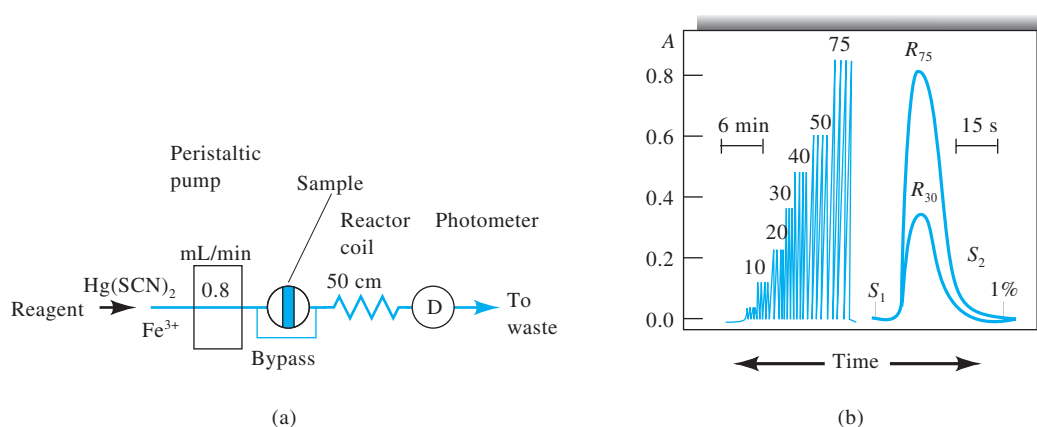 Peristaltic
pump
Sample
Reactor
coil
Photometer
mL/min
Hg(SCN)₂
0.8
50 cm
Reagent
D
To
waste
Fe³⁺
Bypass
(a)
A
0.8
0.6
0.4
0.2
0.0
75
R₇₅
6 min
50
15 s
40
30
R₃₀
20
10
S₂
S₁
1%
Time
(b)